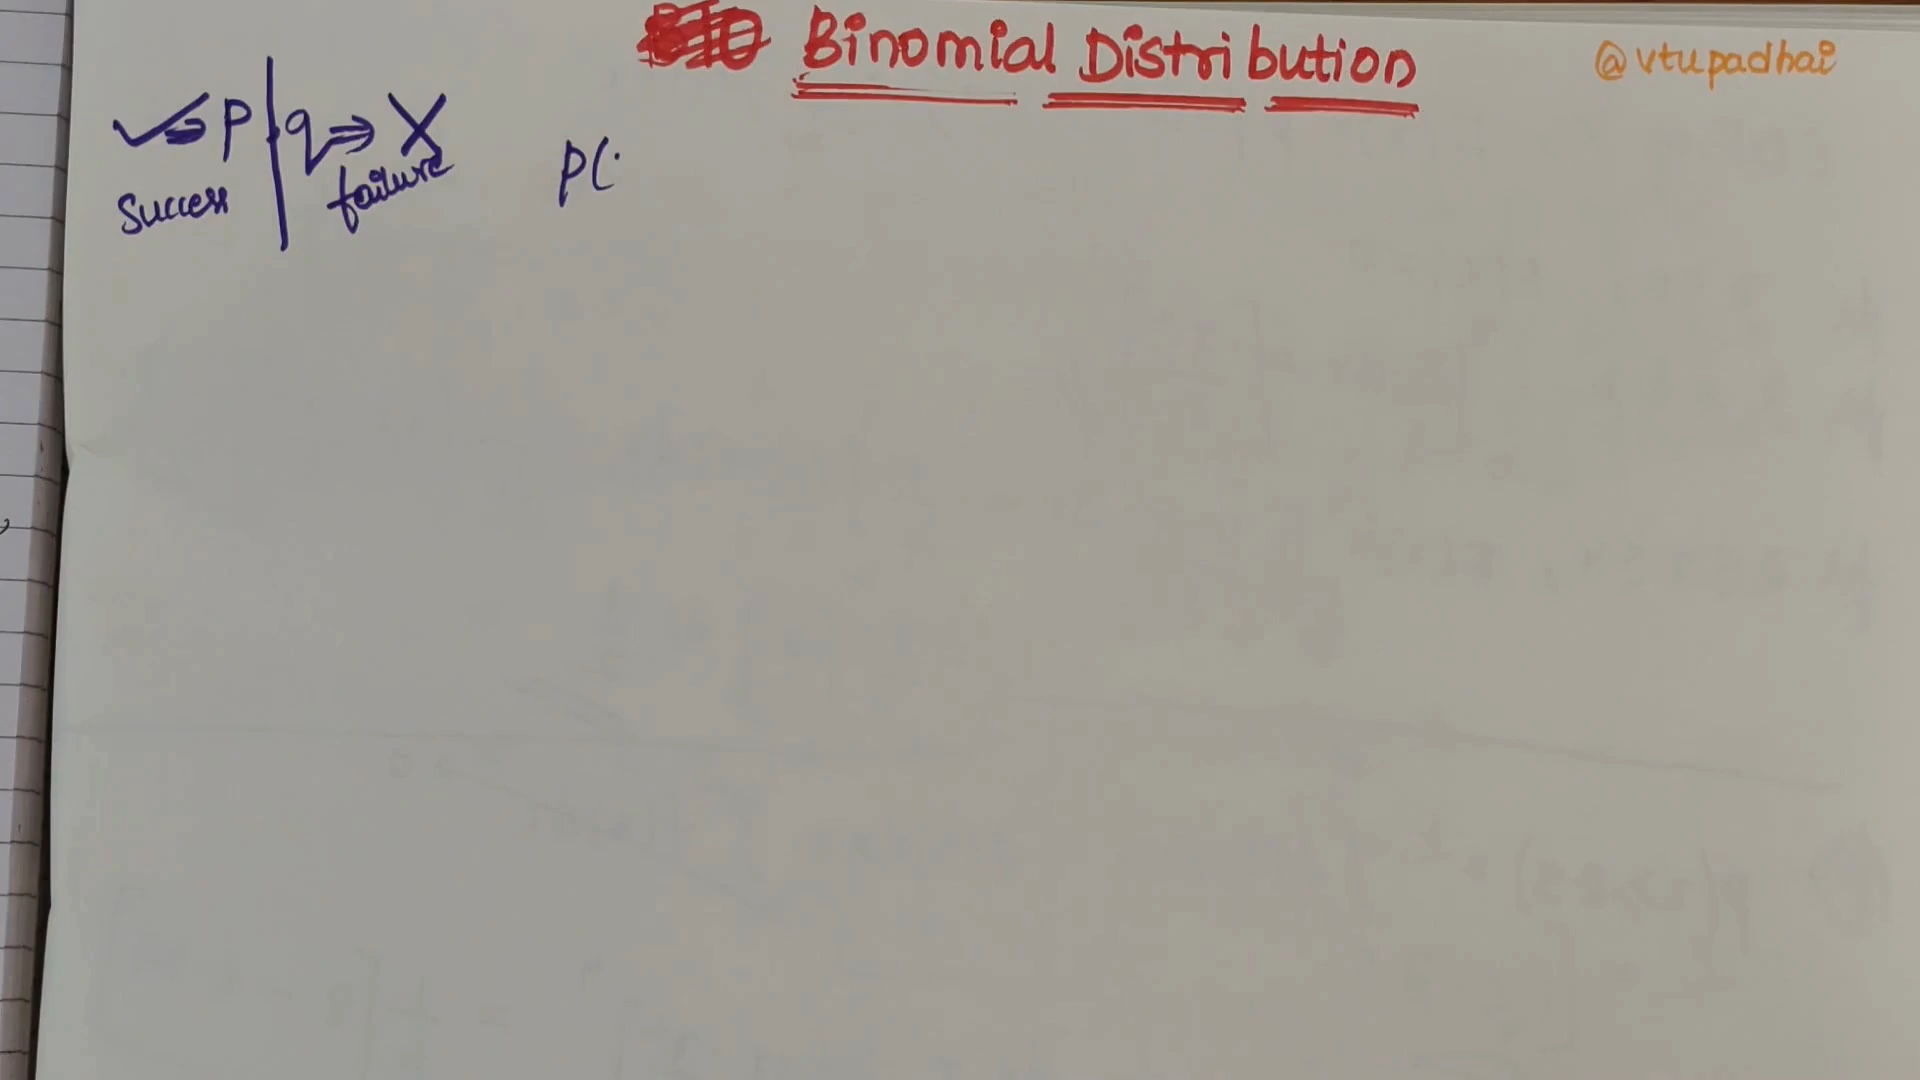 Binomial Distribution
@vtupadhai
✓ ⇒ P | q ⇒ X
Success failure
P(